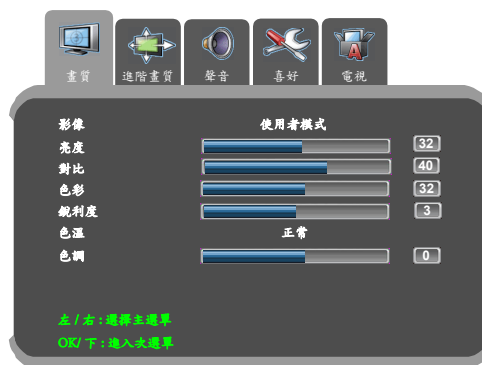 畫質 進階畫質 聲音 喜好 電視
影像 使用者模式
亮度 32
對比 40
色彩 32
銳利度 3
色溫 正常
色調 0
左 / 右 : 選擇主選單
OK/ 下 : 進入次選單